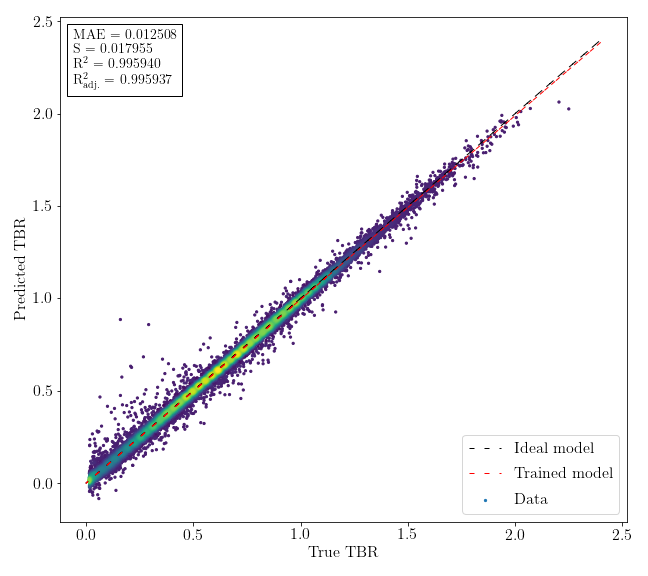 MAE = 0.012508
S = 0.017955
R² = 0.995940
R²adj. = 0.995937
2.5
2.0
1.5
1.0
0.5
0.0
Predicted TBR
Ideal model
Trained model
Data
0.0 0.5 1.0 1.5 2.0 2.5
True TBR